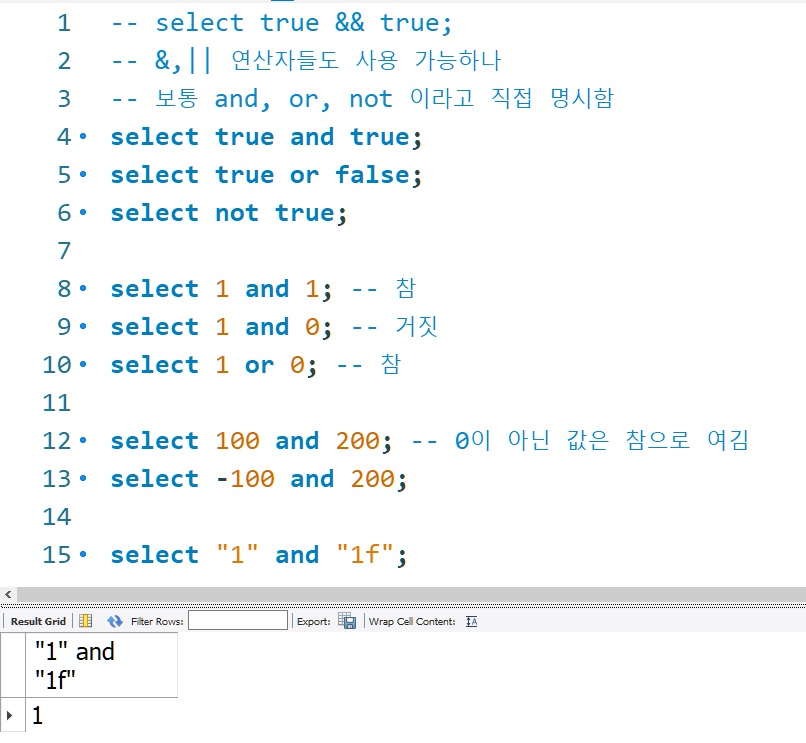 1 -- select true && true;
2 -- &,|| 연산자들도 사용 가능하나
3 -- 보통 and, or, not 이라고 직접 명시함
4 select true and true;
5 select true or false;
6 select not true;
7
8 select 1 and 1; -- 참
9 select 1 and 0; -- 거짓
10 select 1 or 0; -- 참
11
12 select 100 and 200; -- 0이 아닌 값은 참으로 여김
13 select -100 and 200;
14
15 select "1" and "1f";
Result Grid Filter Rows: Export: Wrap Cell Content:
"1" and
"1f"
1